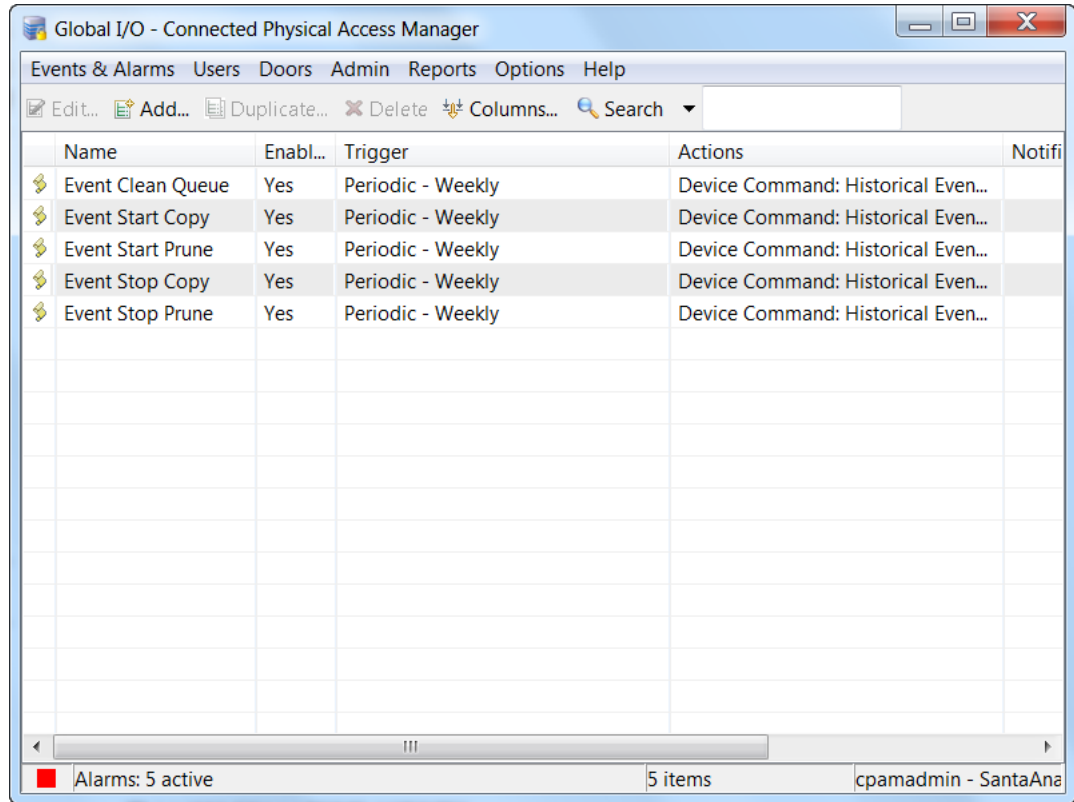 Global I/O - Connected Physical Access Manager
Events & Alarms Users Doors Admin Reports Options Help
Edit... Add... Duplicate... Delete Columns... Search
Name Enabl... Trigger Actions Notifi
Event Clean Queue Yes Periodic - Weekly Device Command: Historical Even...
Event Start Copy Yes Periodic - Weekly Device Command: Historical Even...
Event Start Prune Yes Periodic - Weekly Device Command: Historical Even...
Event Stop Copy Yes Periodic - Weekly Device Command: Historical Even...
Event Stop Prune Yes Periodic - Weekly Device Command: Historical Even...
Alarms: 5 active 5 items cpamadmin - SantaAna